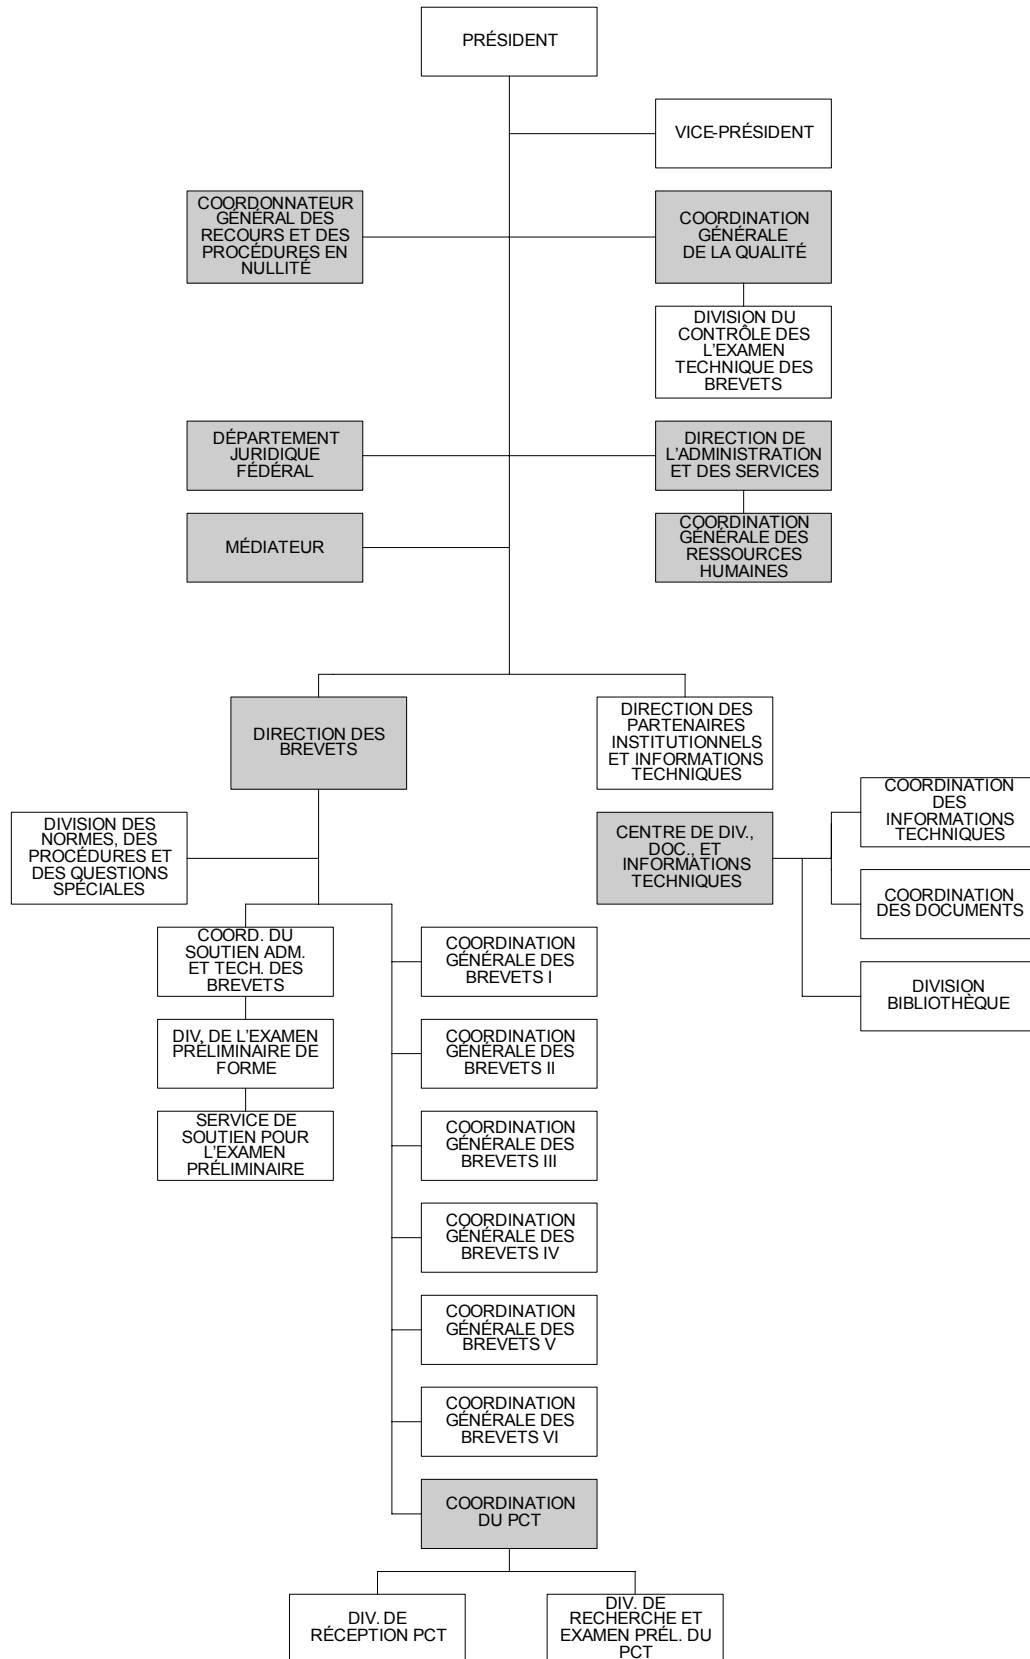 PRÉSIDENT
VICE-PRÉSIDENT
COORDONNATEUR
GÉNÉRAL DES
RECOURS ET DES
PROCÉDURES EN
NULLITÉ
COORDINATION
GÉNÉRALE
DE LA QUALITÉ
DIVISION DU
CONTRÔLE DES
L'EXAMEN
TECHNIQUE DES
BREVETS
DÉPARTEMENT
JURIDIQUE
FÉDÉRAL
DIRECTION DE
L'ADMINISTRATION
ET DES SERVICES
MÉDIATEUR
COORDINATION
GÉNÉRALE DES
RESSOURCES
HUMAINES
DIRECTION DES
BREVETS
DIRECTION DES
PARTENAIRES
INSTITUTIONNELS
ET INFORMATIONS
TECHNIQUES
DIVISION DES
NORMES, DES
PROCÉDURES ET
DES QUESTIONS
SPÉCIALES
CENTRE DE DIV.,
DOC., ET
INFORMATIONS
TECHNIQUES
COORDINATION
DES
INFORMATIONS
TECHNIQUES
COORDINATION
DES DOCUMENTS
DIVISION
BIBLIOTHÈQUE
COORD. DU
SOUTIEN ADM.
ET TECH. DES
BREVETS
DIV. DE L'EXAMEN
PRÉLIMINAIRE DE
FORME
SERVICE DE
SOUTIEN POUR
L'EXAMEN
PRÉLIMINAIRE
COORDINATION
GÉNÉRALE DES
BREVETS I
COORDINATION
GÉNÉRALE DES
BREVETS II
COORDINATION
GÉNÉRALE DES
BREVETS III
COORDINATION
GÉNÉRALE DES
BREVETS IV
COORDINATION
GÉNÉRALE DES
BREVETS V
COORDINATION
GÉNÉRALE DES
BREVETS VI
COORDINATION
DU PCT
DIV. DE
RÉCEPTION PCT
DIV. DE
RECHERCHE ET
EXAMEN PRÉL. DU
PCT